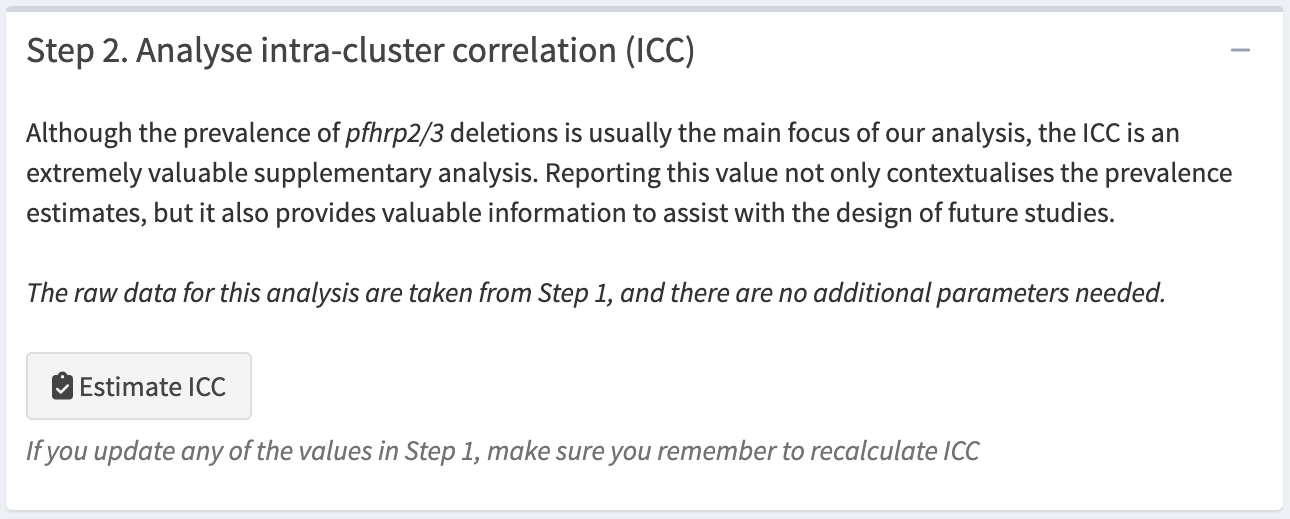 Step 2. Analyse intra-cluster correlation (ICC)
Although the prevalence of pfhrp2/3 deletions is usually the main focus of our analysis, the ICC is an
extremely valuable supplementary analysis. Reporting this value not only contextualises the prevalence
estimates, but it also provides valuable information to assist with the design of future studies.
The raw data for this analysis are taken from Step 1, and there are no additional parameters needed.
Estimate ICC
If you update any of the values in Step 1, make sure you remember to recalculate ICC